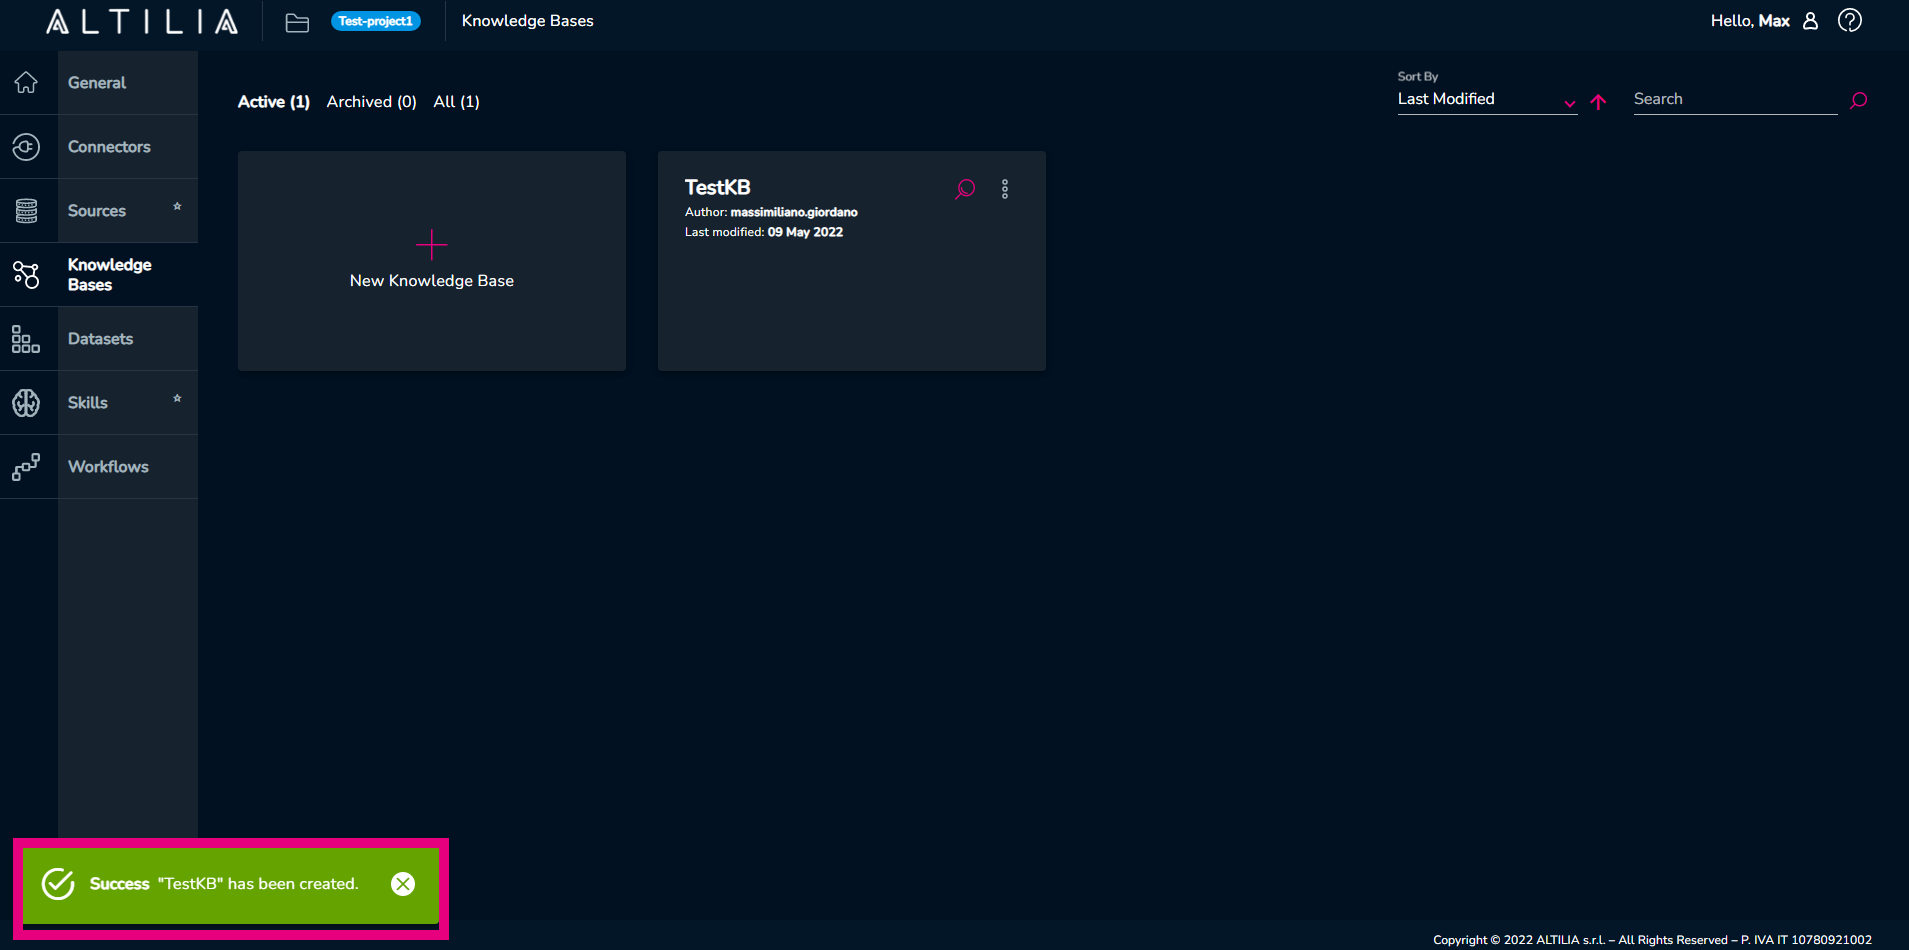 ALTILIA
Test-project1
Knowledge Bases
Hello, Max
General
Connectors
Sources
Knowledge
Bases
Datasets
Skills
Workflows
Active (1) Archived (0) All (1)
Sort By
Last Modified
Search
New Knowledge Base
TestKB
Author: massimiliano.giordano
Last modified: 09 May 2022
Success "TestKB" has been created.
Copyright © 2022 ALTILIA s.r.l. – All Rights Reserved – P. IVA IT 10780921002